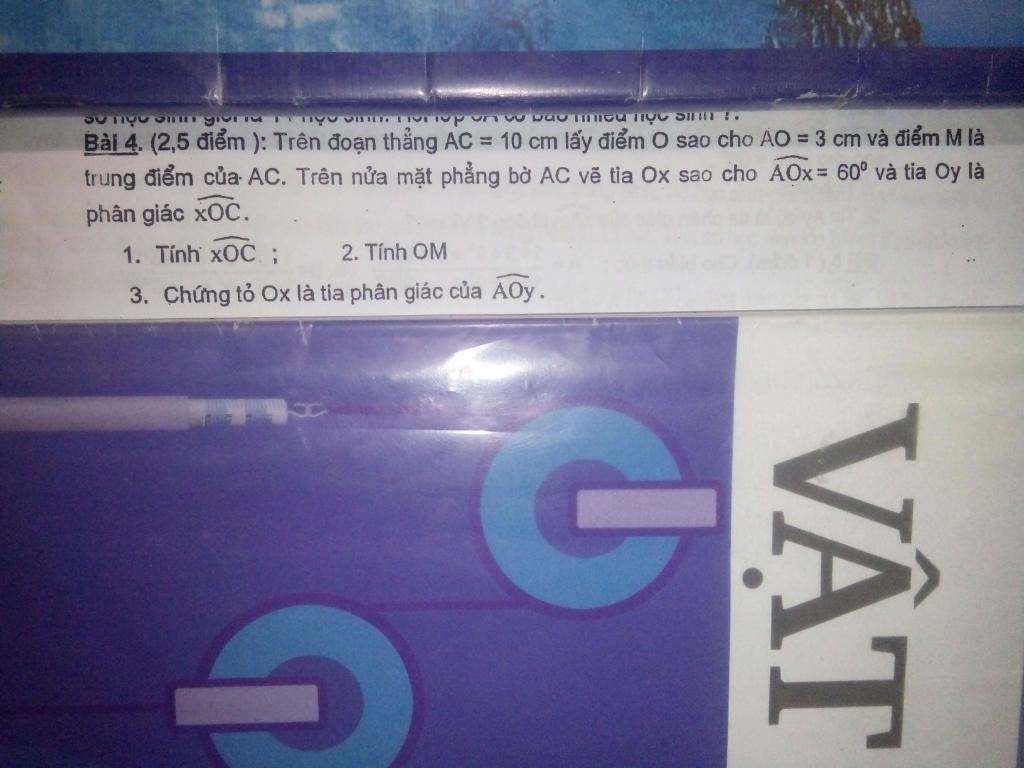 Bài 4. (2,5 điểm ): Trên đoạn thẳng AC = 10 cm lấy điểm O sao cho AO = 3 cm và điểm M là
trung điểm của AC. Trên nửa mặt phẳng bờ AC vẽ tia Ox sao cho AOx = 60⁰ và tia Oy là
phân giác xOC.
1. Tính xOC ; 2. Tính OM
3. Chứng tỏ Ox là tia phân giác của AOy.
VẬT